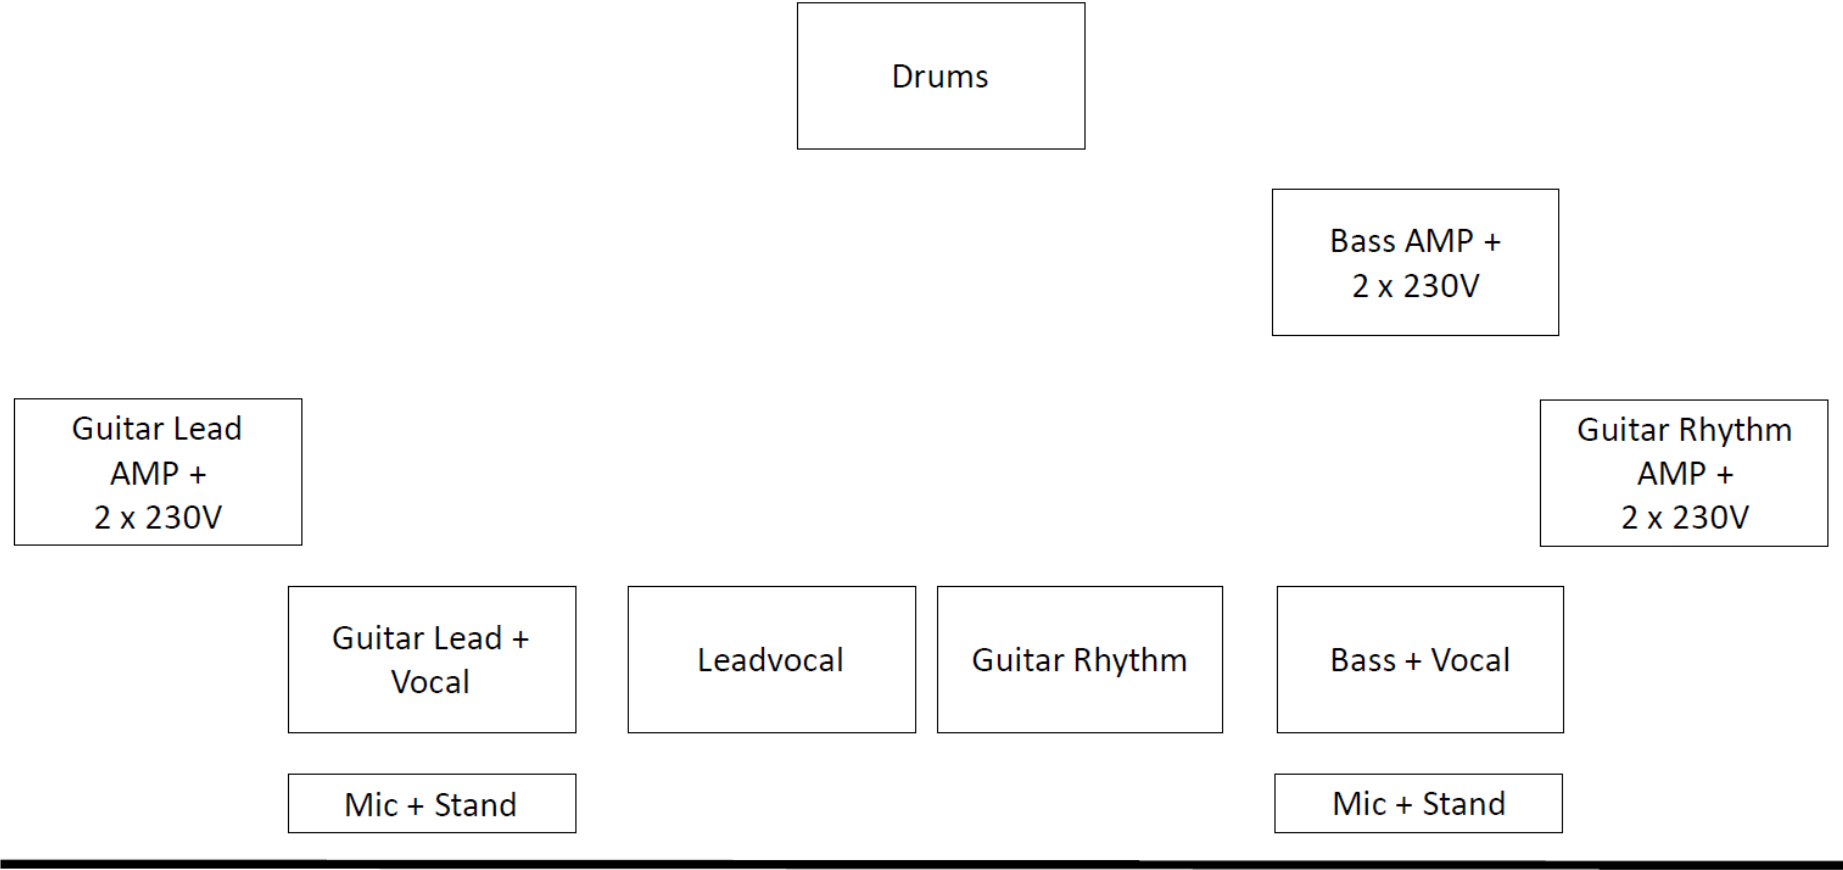 Drums
Bass AMP +
2 x 230V
Guitar Lead
AMP +
2 x 230V
Guitar Rhythm
AMP +
2 x 230V
Guitar Lead +
Vocal
Leadvocal
Guitar Rhythm
Bass + Vocal
Mic + Stand
Mic + Stand